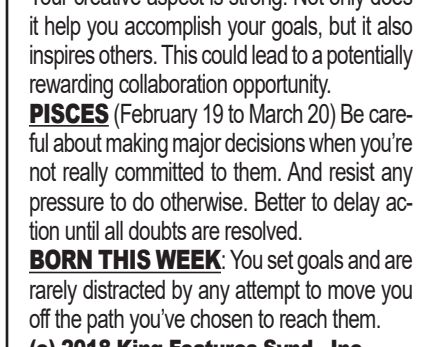 Your creative aspect is strong. Not only does
it help you accomplish your goals, but it also
inspires others. This could lead to a potentially
rewarding collaboration opportunity.
PISCES (February 19 to March 20) Be care-
ful about making major decisions when you're
not really committed to them. And resist any
pressure to do otherwise. Better to delay ac-
tion until all doubts are resolved.
BORN THIS WEEK: You set goals and are
rarely distracted by any attempt to move you
off the path you've chosen to reach them.
(c) 2018 King Features Synd., Inc.